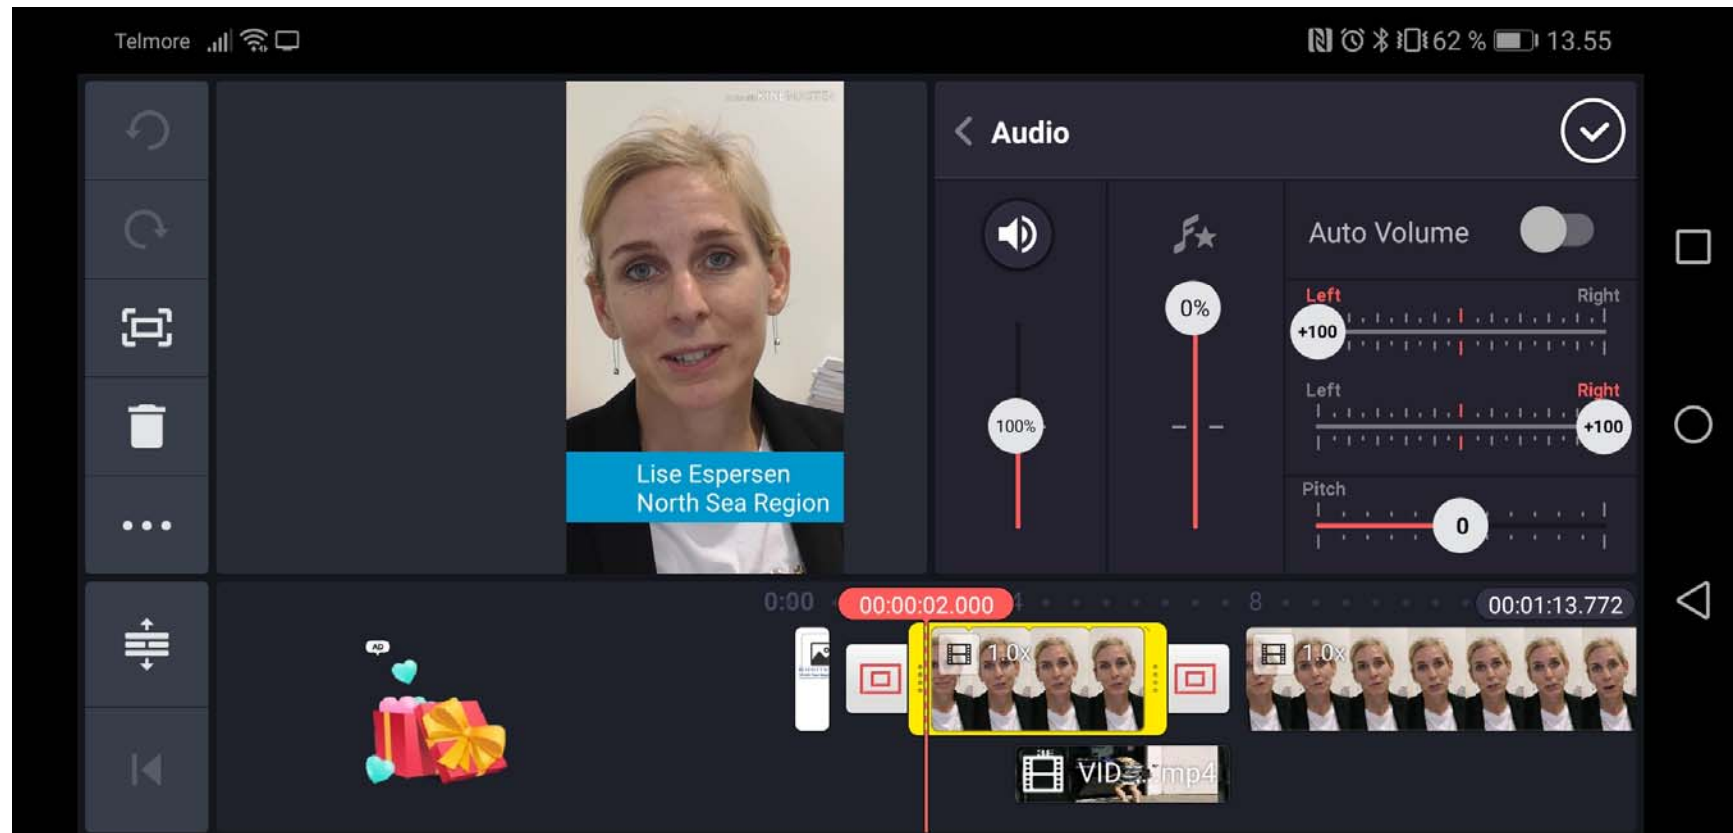 Telmore
62 %
13.55
KINEMASTER
Audio
Auto Volume
0%
100%
Left Right
+100
Left Right
+100
Pitch
0
Lise Espersen
North Sea Region
0:00
00:00:02.000
4
8
00:01:13.772
AD
1.0x
1.0x
VID
mp4